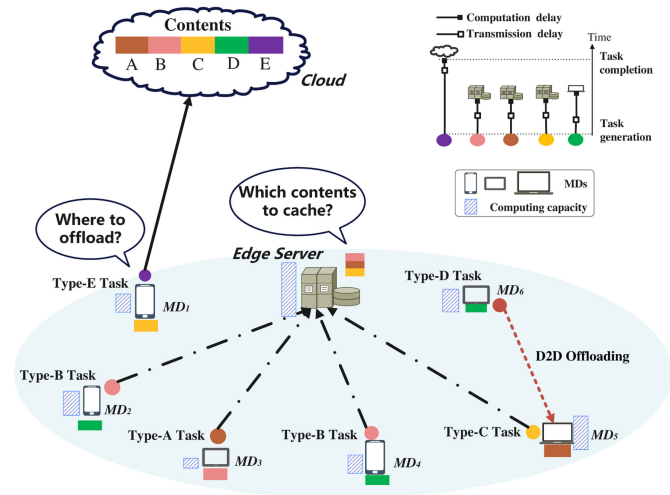 Contents
A B C D E
Cloud
Computation delay
Transmission delay
Time
Task
completion
Task
generation
MDs
Computing capacity
Where to
offload?
Which contents
to cache?
Edge Server
Type-E Task
MD1
Type-D Task
MD6
D2D Offloading
Type-B Task
MD2
Type-A Task
MD3
Type-B Task
MD4
Type-C Task
MD5